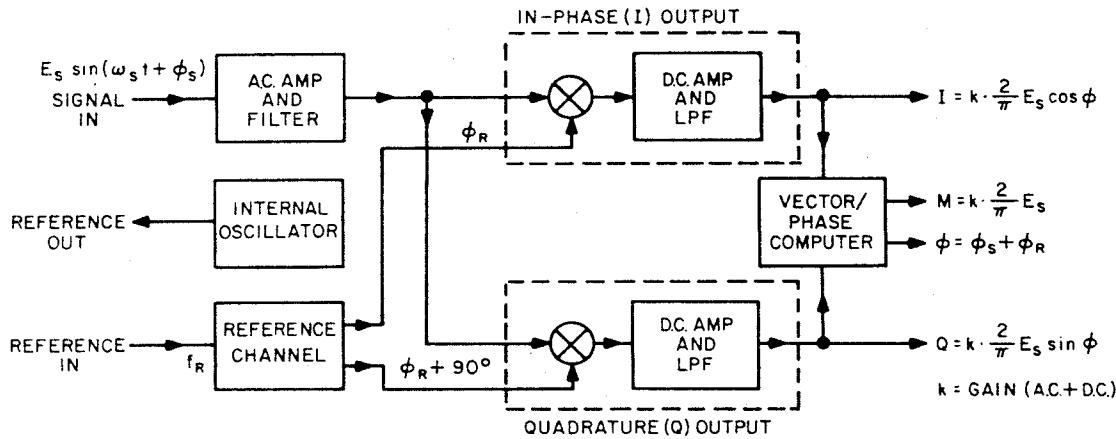 IN-PHASE (I) OUTPUT
E_S sin(ω_S t + ϕ_S)
SIGNAL
IN
A.C. AMP
AND
FILTER
D.C. AMP
AND
LPF
I = k · 2/π E_S cos ϕ
ϕ_R
REFERENCE
OUT
INTERNAL
OSCILLATOR
VECTOR/
PHASE
COMPUTER
M = k · 2/π E_S
ϕ = ϕ_S + ϕ_R
REFERENCE
IN
f_R
REFERENCE
CHANNEL
ϕ_R + 90°
D.C. AMP
AND
LPF
Q = k · 2/π E_S sin ϕ
k = GAIN (A.C. + D.C.)
QUADRATURE (Q) OUTPUT